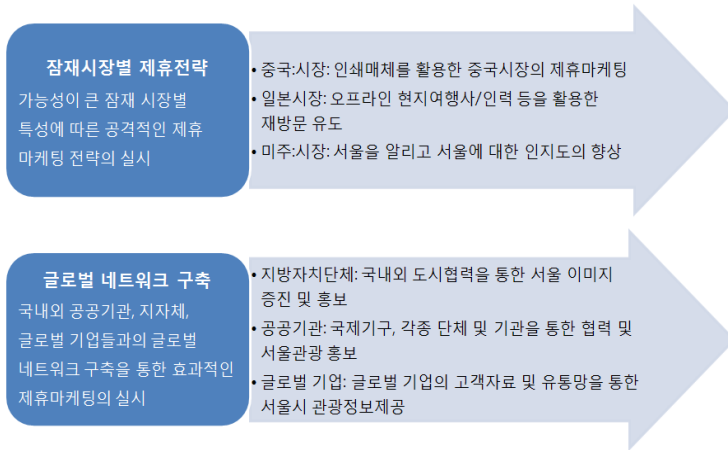 잠재시장별 제휴전략
가능성이 큰 잠재 시장별
특성에 따른 공격적인 제휴
마케팅 전략의 실시
• 중국:시장: 인쇄매체를 활용한 중국시장의 제휴마케팅
• 일본시장: 오프라인 현지여행사/인력 등을 활용한
재방문 유도
• 미주:시장: 서울을 알리고 서울에 대한 인지도의 향상
글로벌 네트워크 구축
국내외 공공기관, 지자체,
글로벌 기업들과의 글로벌
네트워크 구축을 통한 효과적인
제휴마케팅의 실시
• 지방자치단체: 국내외 도시협력을 통한 서울 이미지
증진 및 홍보
• 공공기관: 국제기구, 각종 단체 및 기관을 통한 협력 및
서울관광 홍보
• 글로벌 기업: 글로벌 기업의 고객자료 및 유통망을 통한
서울시 관광정보제공